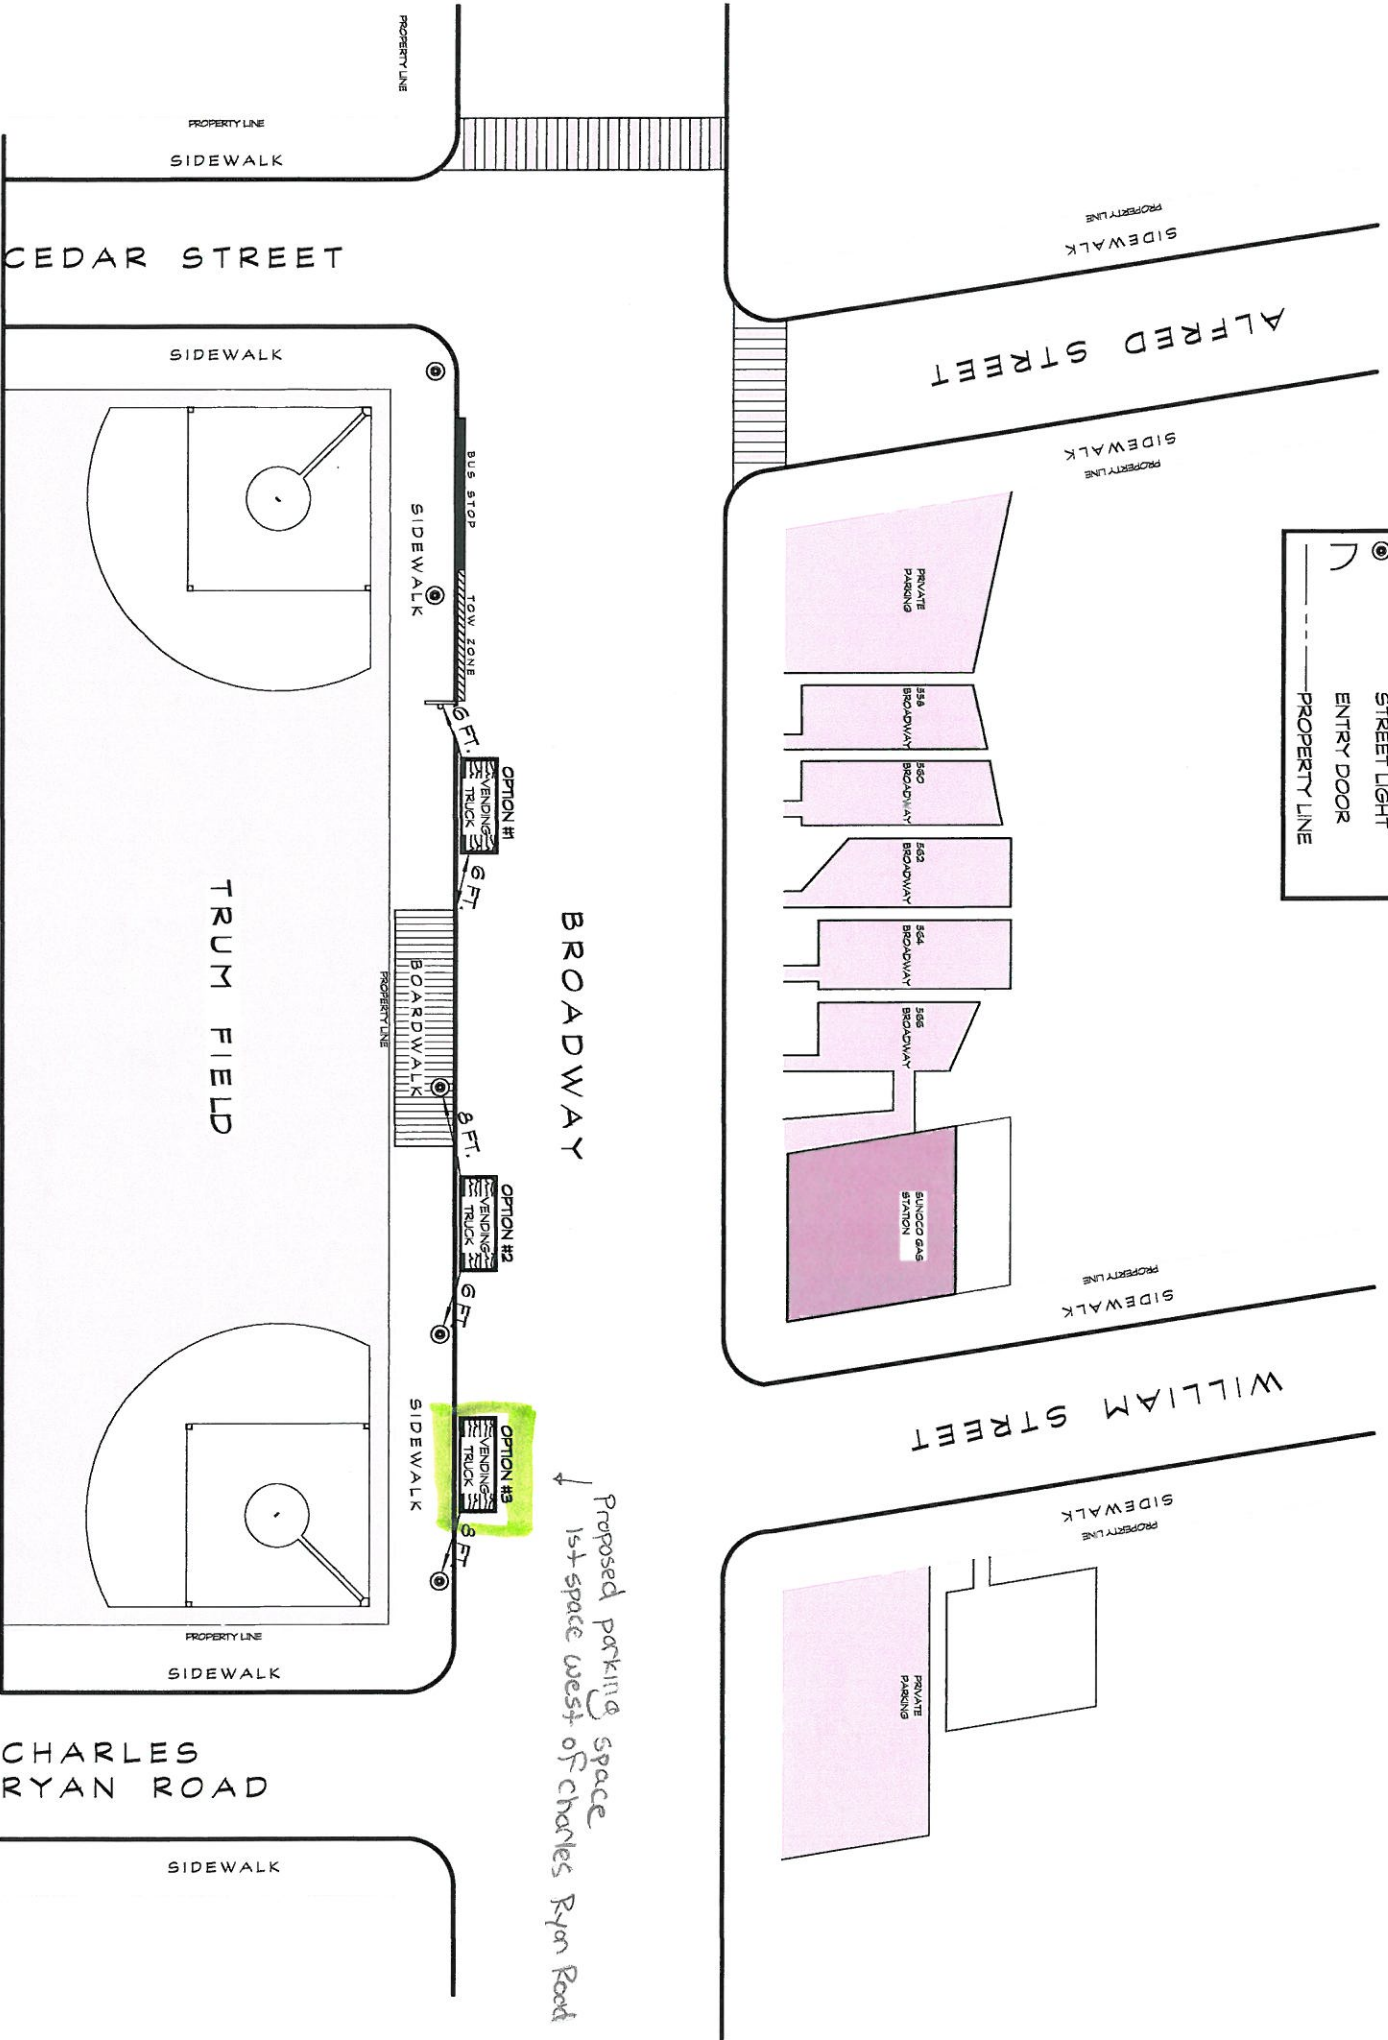 PROPERTY LINE
PROPERTY LINE
SIDEWALK
CEDAR STREET
SIDEWALK
PROPERTY LINE
SIDEWALK
ALFRED STREET
SIDEWALK
PROPERTY LINE
STREET LIGHT
ENTRY DOOR
PROPERTY LINE
BUS STOP
SIDEWALK
TOW ZONE
PRIVATE
PARKING
558
BROADWAY
560
BROADWAY
562
BROADWAY
564
BROADWAY
566
BROADWAY
SUNOCO GAS
STATION
6 FT.
OPTION #1
VENDING
TRUCK
6 FT.
BROADWAY
TRUM FIELD
BOARDWALK
PROPERTY LINE
8 FT.
OPTION #2
VENDING
TRUCK
6 FT
PROPERTY LINE
SIDEWALK
WILLIAM STREET
SIDEWALK
PROPERTY LINE
SIDEWALK
OPTION #3
VENDING
TRUCK
8 FT.
Proposed parking space
1st space west of Charles Ryan Road
PRIVATE
PARKING
PROPERTY LINE
SIDEWALK
CHARLES
RYAN ROAD
SIDEWALK